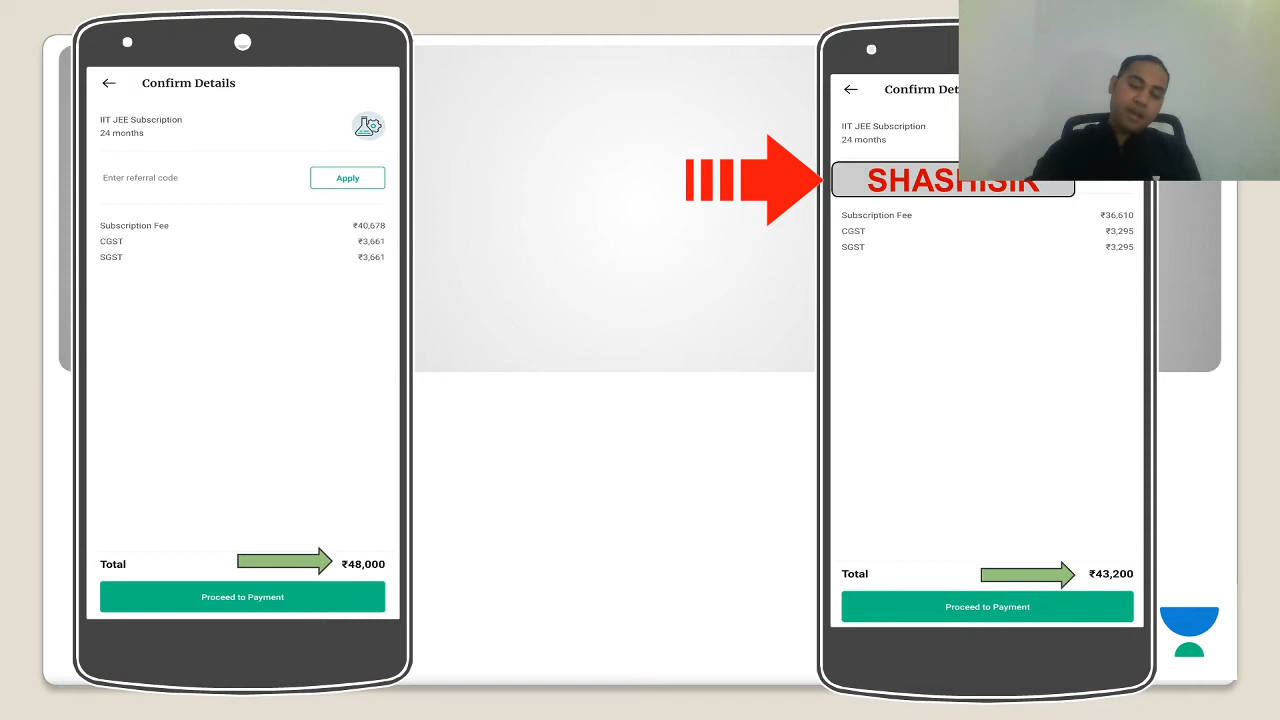 Confirm Details
IIT JEE Subscription
24 months
Enter referral code
Apply
Subscription Fee ₹40,678
CGST ₹3,661
SGST ₹3,661
Total ₹48,000
Proceed to Payment
Confirm Det
IIT JEE Subscription
24 months
SHASHISIR
Subscription Fee ₹36,610
CGST ₹3,295
SGST ₹3,295
Total ₹43,200
Proceed to Payment